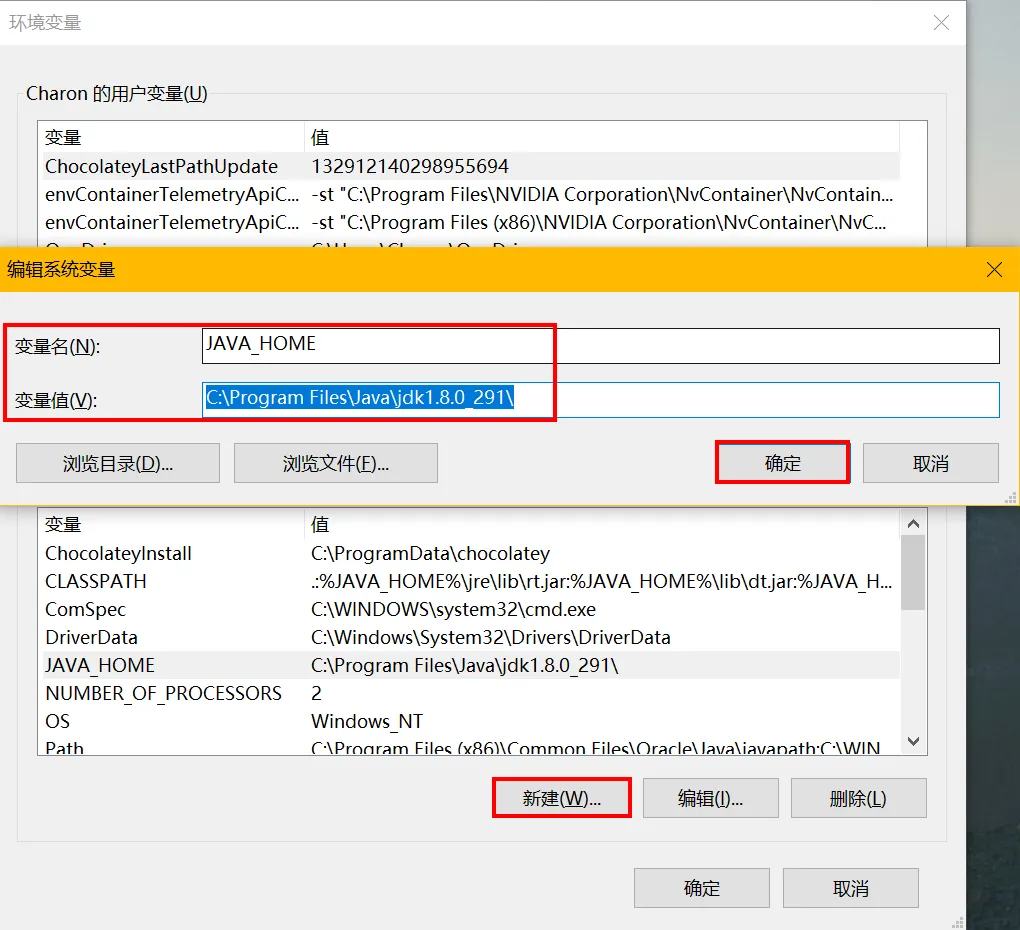 环境变量
Charon 的用户变量(U)
变量 值
ChocolateyLastPathUpdate 132912140298955694
envContainerTelemetryApiC... -st "C:\Program Files\NVIDIA Corporation\NvContainer\NvContain...
envContainerTelemetryApiC... -st "C:\Program Files (x86)\NVIDIA Corporation\NvContainer\NvC...
编辑系统变量
变量名(N): JAVA_HOME
变量值(V): C:\Program Files\Java\jdk1.8.0_291\
浏览目录(D)... 浏览文件(F)... 确定 取消
变量 值
ChocolateyInstall C:\ProgramData\chocolatey
CLASSPATH .:%JAVA_HOME%\jre\lib\rt.jar:%JAVA_HOME%\lib\dt.jar:%JAVA_H...
ComSpec C:\WINDOWS\system32\cmd.exe
DriverData C:\Windows\System32\Drivers\DriverData
JAVA_HOME C:\Program Files\Java\jdk1.8.0_291\
NUMBER_OF_PROCESSORS 2
OS Windows_NT
Path C:\Program Files (x86)\Common Files\Oracle\Java\javapath;C:\WIN
新建(W)... 编辑(I)... 删除(L)
确定 取消